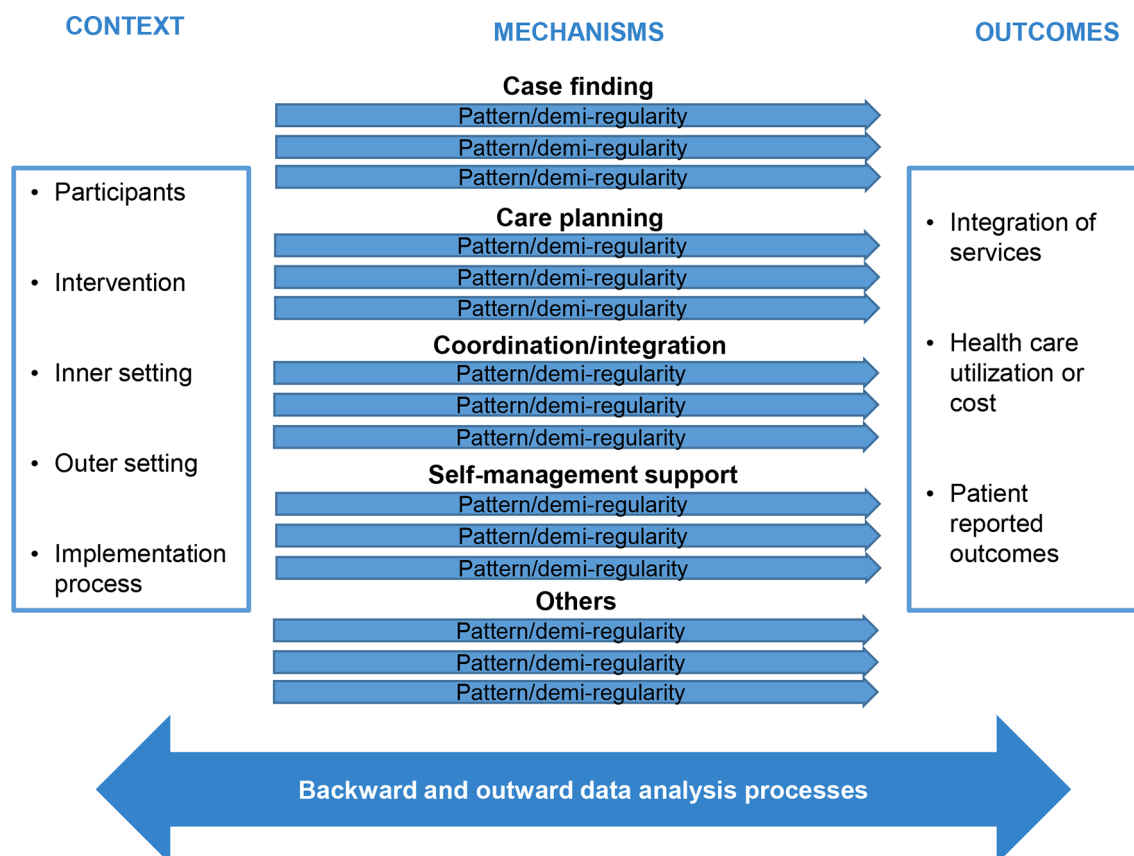 CONTEXT
MECHANISMS
OUTCOMES
Case finding
Pattern/demi-regularity
Pattern/demi-regularity
Pattern/demi-regularity
• Participants
• Intervention
• Inner setting
• Outer setting
• Implementation
process
Care planning
Pattern/demi-regularity
Pattern/demi-regularity
Pattern/demi-regularity
Coordination/integration
Pattern/demi-regularity
Pattern/demi-regularity
Pattern/demi-regularity
Self-management support
Pattern/demi-regularity
Pattern/demi-regularity
Pattern/demi-regularity
Others
Pattern/demi-regularity
Pattern/demi-regularity
Pattern/demi-regularity
• Integration of
services
• Health care
utilization or
cost
• Patient
reported
outcomes
Backward and outward data analysis processes